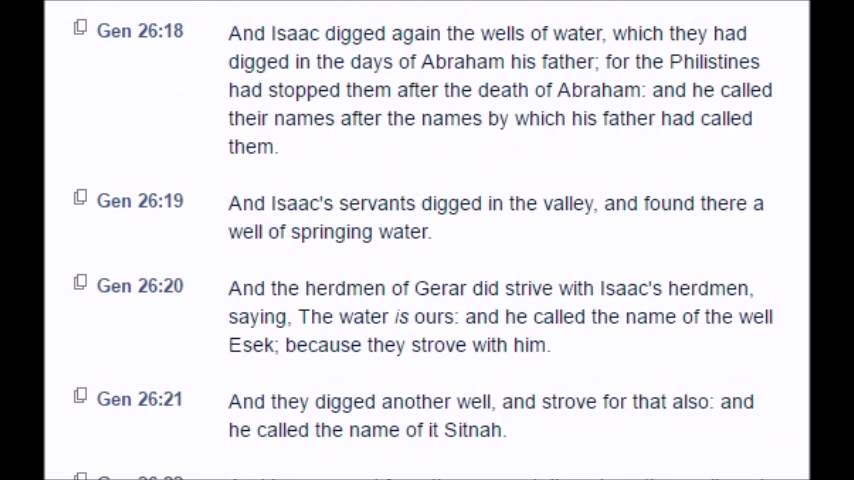 Gen 26:18 And Isaac digged again the wells of water, which they had
digged in the days of Abraham his father; for the Philistines
had stopped them after the death of Abraham: and he called
their names after the names by which his father had called
them.
Gen 26:19 And Isaac's servants digged in the valley, and found there a
well of springing water.
Gen 26:20 And the herdmen of Gerar did strive with Isaac's herdmen,
saying, The water is ours: and he called the name of the well
Esek; because they strove with him.
Gen 26:21 And they digged another well, and strove for that also: and
he called the name of it Sitnah.